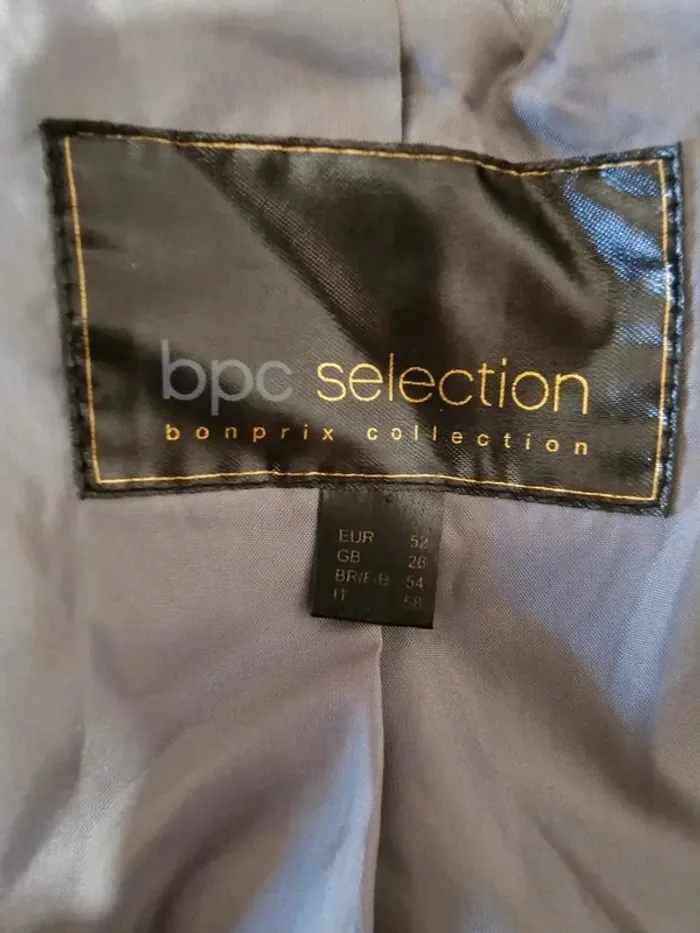 bpc selection
bonprix collection
EUR 52
GB 26
BR/F-B 54
IT 58